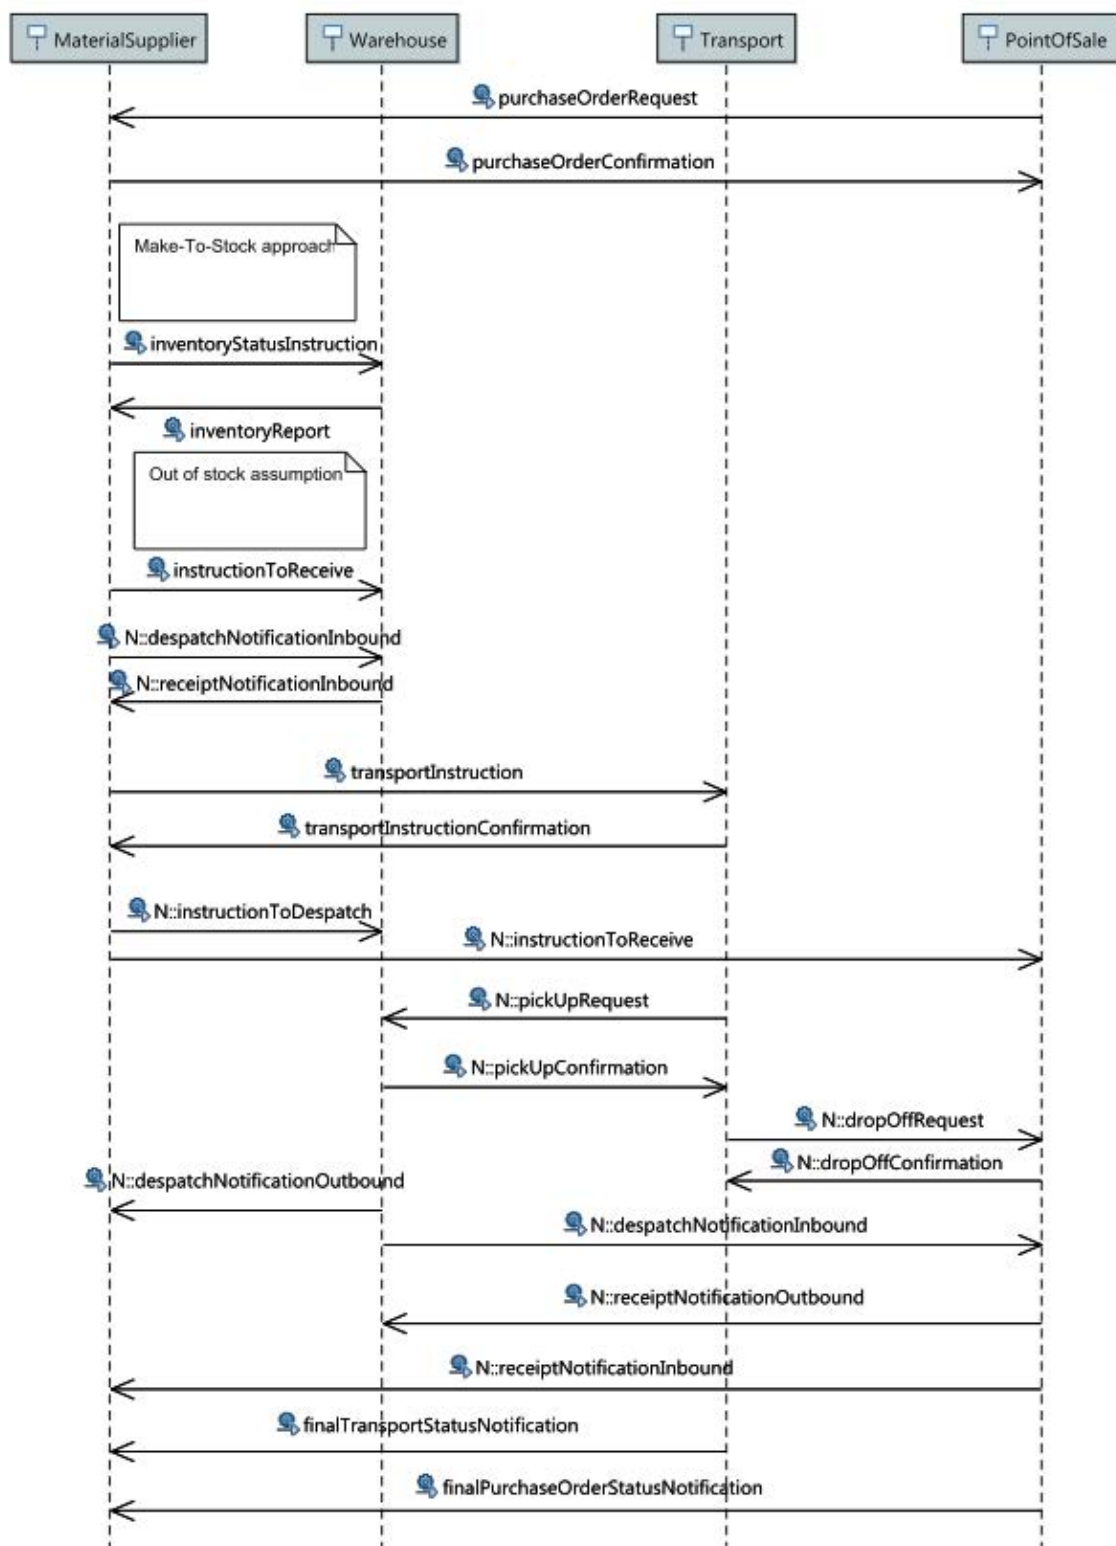 MaterialSupplier
Warehouse
Transport
PointOfSale
purchaseOrderRequest
purchaseOrderConfirmation
Make-To-Stock approach
inventoryStatusInstruction
inventoryReport
Out of stock assumption
instructionToReceive
N::despatchNotificationInbound
N::receiptNotificationInbound
transportInstruction
transportInstructionConfirmation
N::instructionToDespatch
N::instructionToReceive
N::pickUpRequest
N::pickUpConfirmation
N::dropOffRequest
N::dropOffConfirmation
N::despatchNotificationOutbound
N::despatchNotificationInbound
N::receiptNotificationOutbound
N::receiptNotificationInbound
finalTransportStatusNotification
finalPurchaseOrderStatusNotification